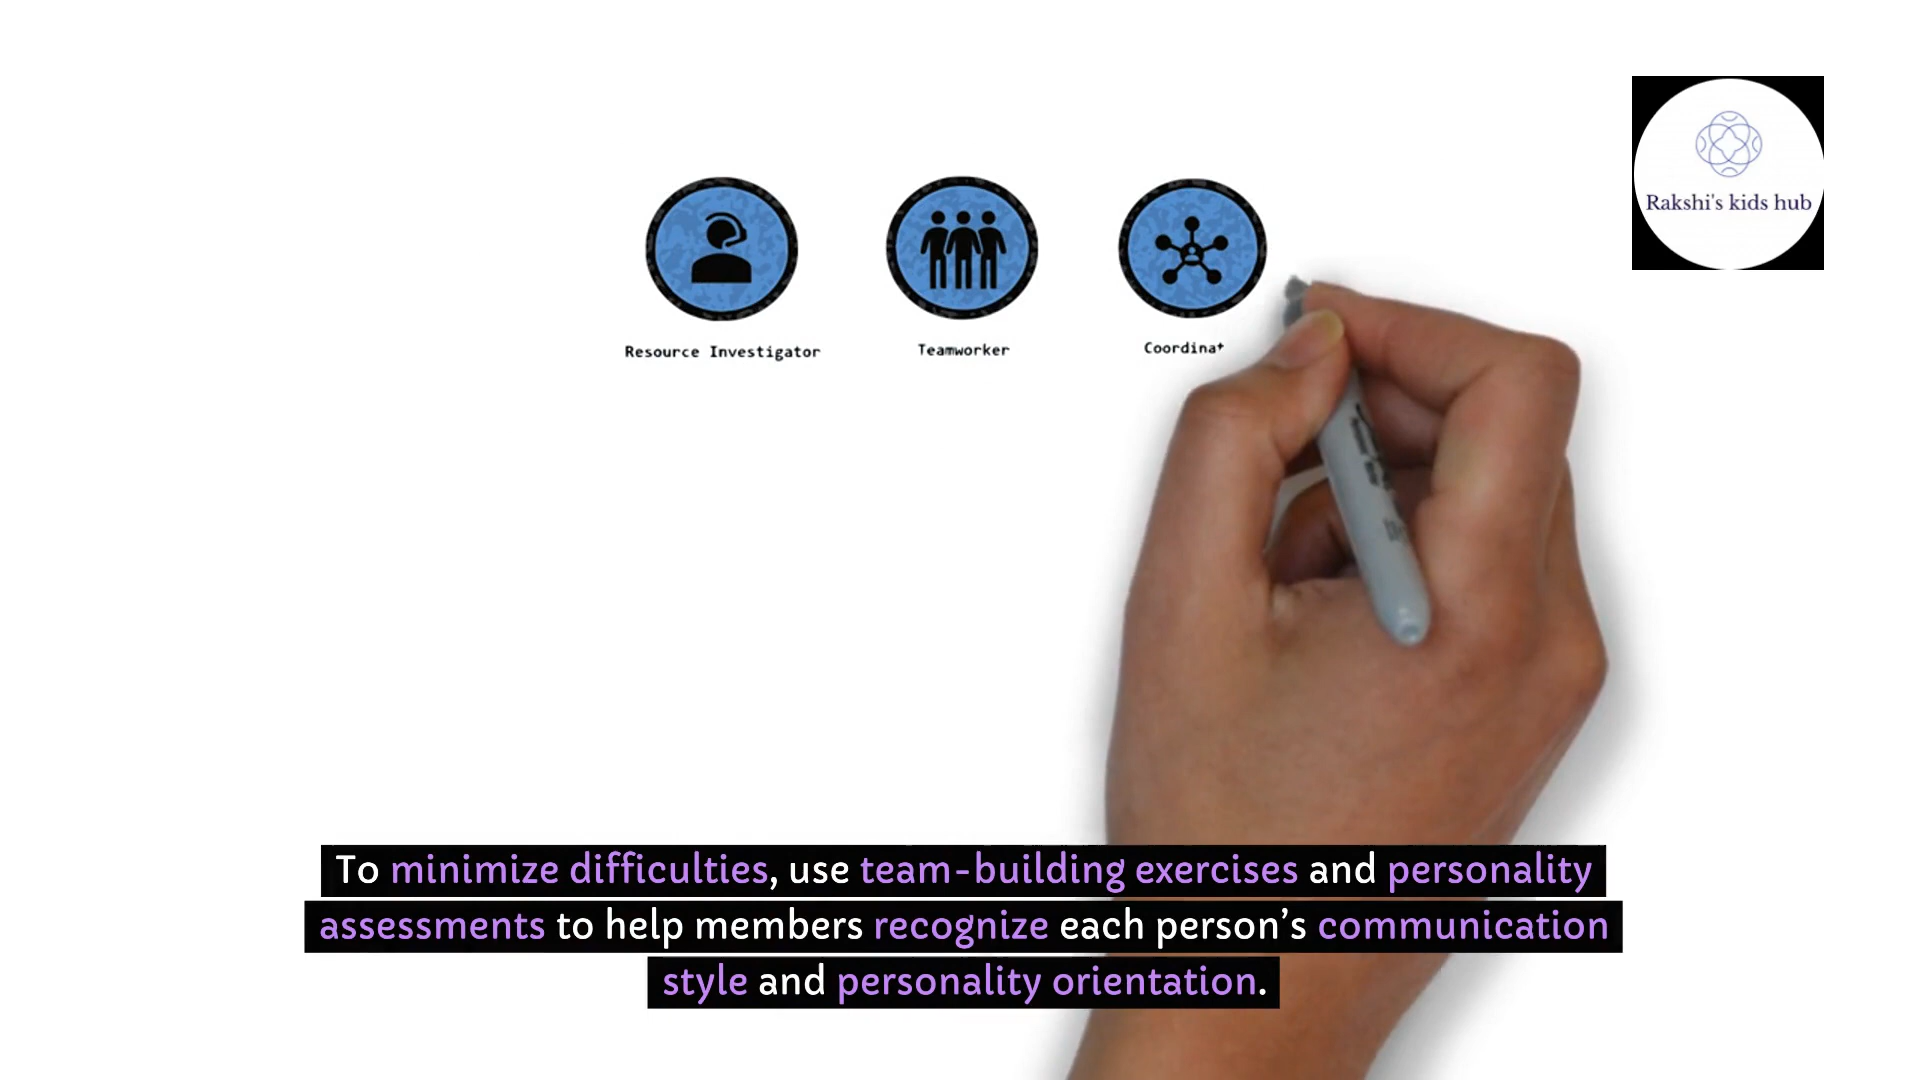 Rakshi's kids hub
Resource Investigator
Teamworker
Coordinat
To minimize difficulties, use team-building exercises and personality
assessments to help members recognize each person’s communication
style and personality orientation.